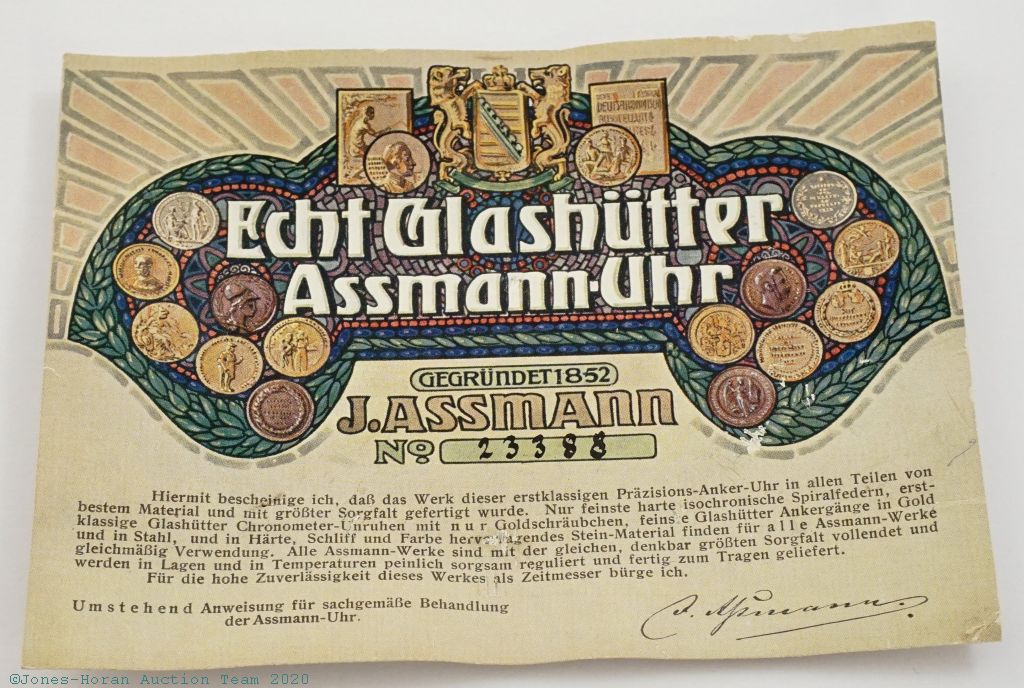 Echt Glashütter
Assmann-Uhr
GEGRÜNDET 1852
J. ASSMANN
No 23388
Hiermit bescheinige ich, daß das Werk dieser erstklassigen Präzisions-Anker-Uhr in allen Teilen von
bestem Material und mit größter Sorgfalt gefertigt wurde. Nur feinste harte isochronische Spiralfedern, erst-
klassige Glashütter Chronometer-Unruhen mit nur Goldschräubchen, feinste Glashütter Ankergänge in Gold
und in Stahl, und in Härte, Schliff und Farbe hervorragendes Stein-Material finden für alle Assmann-Werke
gleichmäßig Verwendung. Alle Assmann-Werke sind mit der gleichen, denkbar größten Sorgfalt vollendet und
werden in Lagen und in Temperaturen peinlich sorgsam reguliert und fertig zum Tragen geliefert.
Für die hohe Zuverlässigkeit dieses Werkes als Zeitmesser bürge ich.
Umstehend Anweisung für sachgemäße Behandlung
der Assmann-Uhr.
J. Assmann.
©Jones-Horan Auction Team 2020